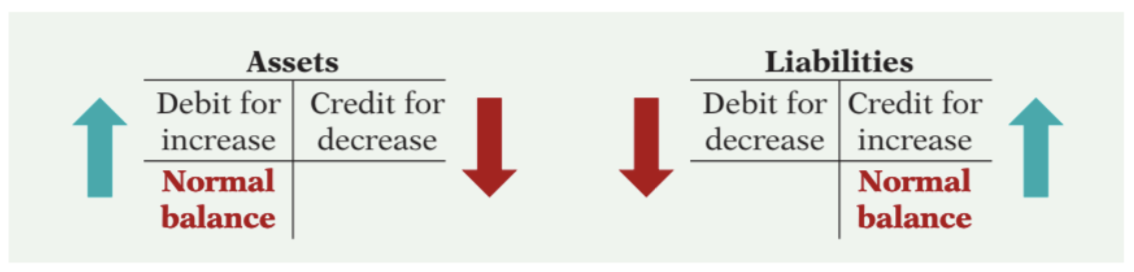 Assets
Debit for
increase
Credit for
decrease
Normal
balance
Liabilities
Debit for
decrease
Credit for
increase
Normal
balance